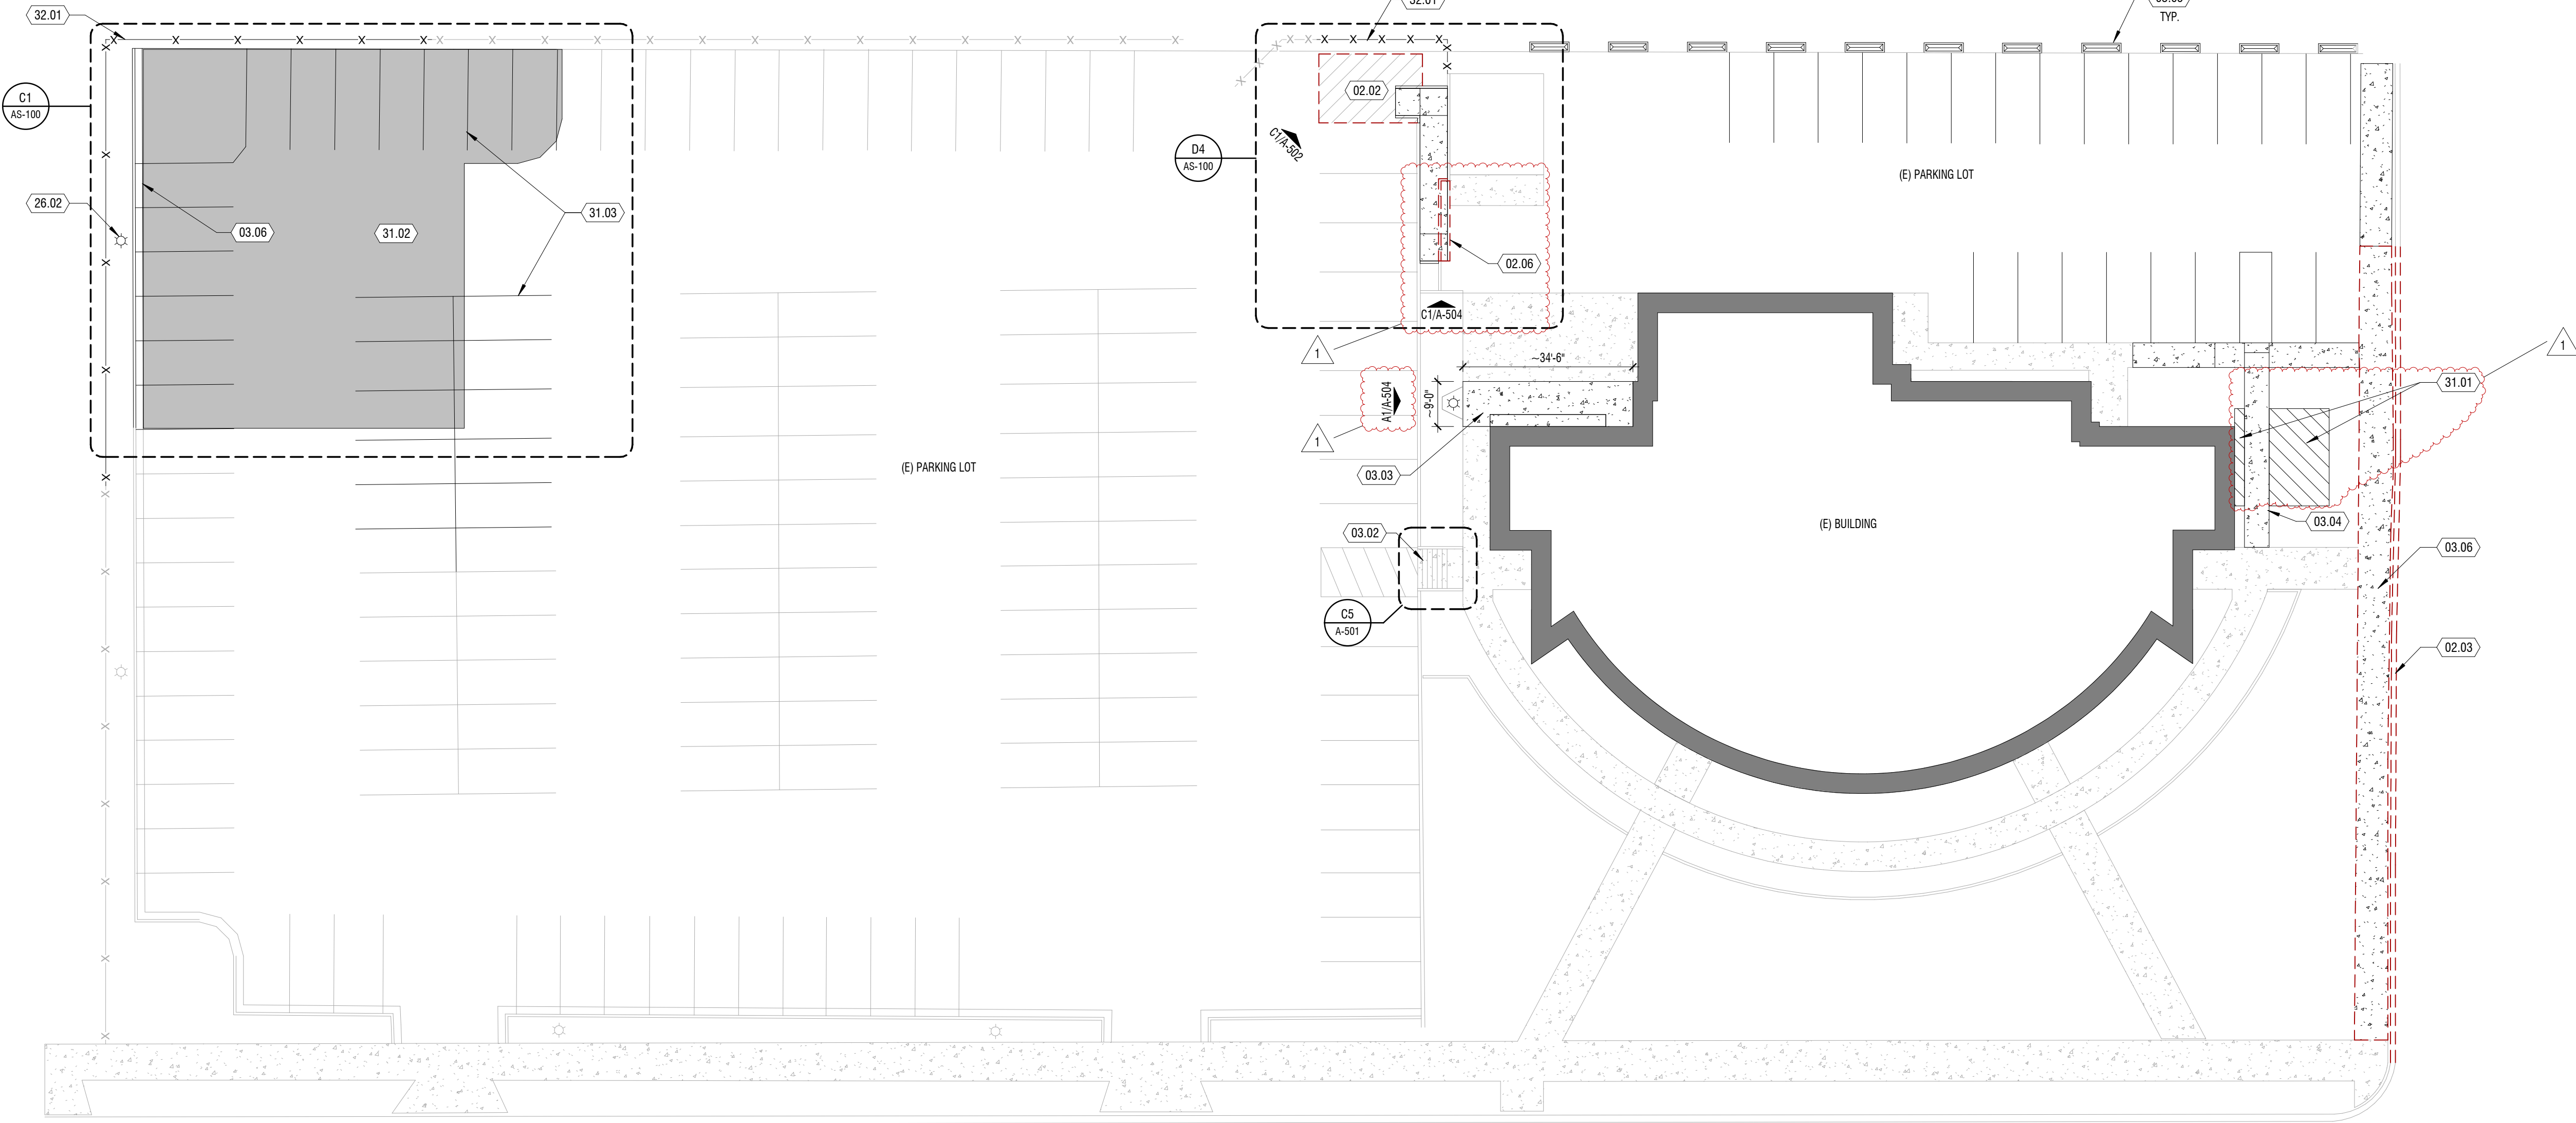 32.01
TYP.
C1
AS-100
02.02
C1/A-502
D4
AS-100
(E) PARKING LOT
26.02
03.06
31.02
31.03
02.06
C1/A-504
1
~34'-6"
1
31.01
A1/A-504
~9'-0"
1
(E) PARKING LOT
03.03
03.02
(E) BUILDING
03.04
03.06
C5
A-501
02.03